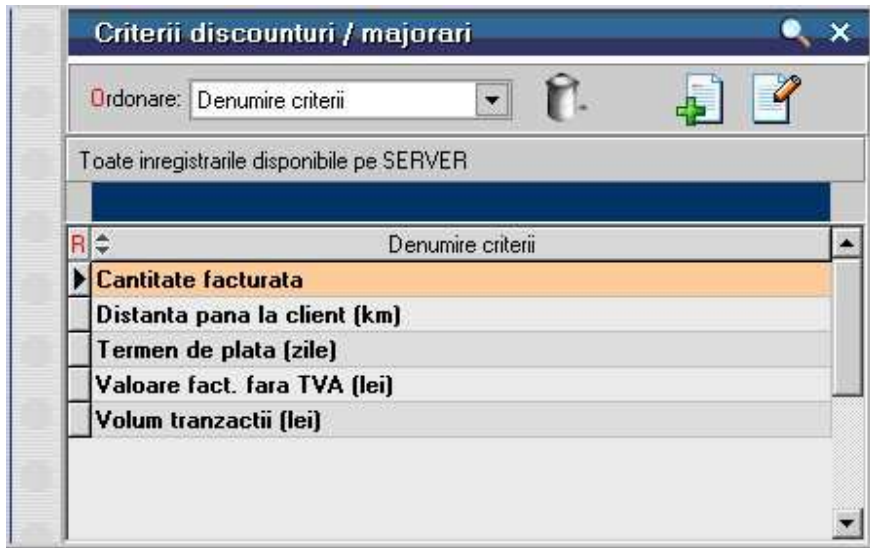 Criterii discounturi / majorari
Ordonare: Denumire criterii
Toate inregistrarile disponibile pe SERVER
R Denumire criterii
Cantitate facturata
Distanta pana la client (km)
Termen de plata (zile)
Valoare fact. fara TVA (lei)
Volum tranzactii (lei)